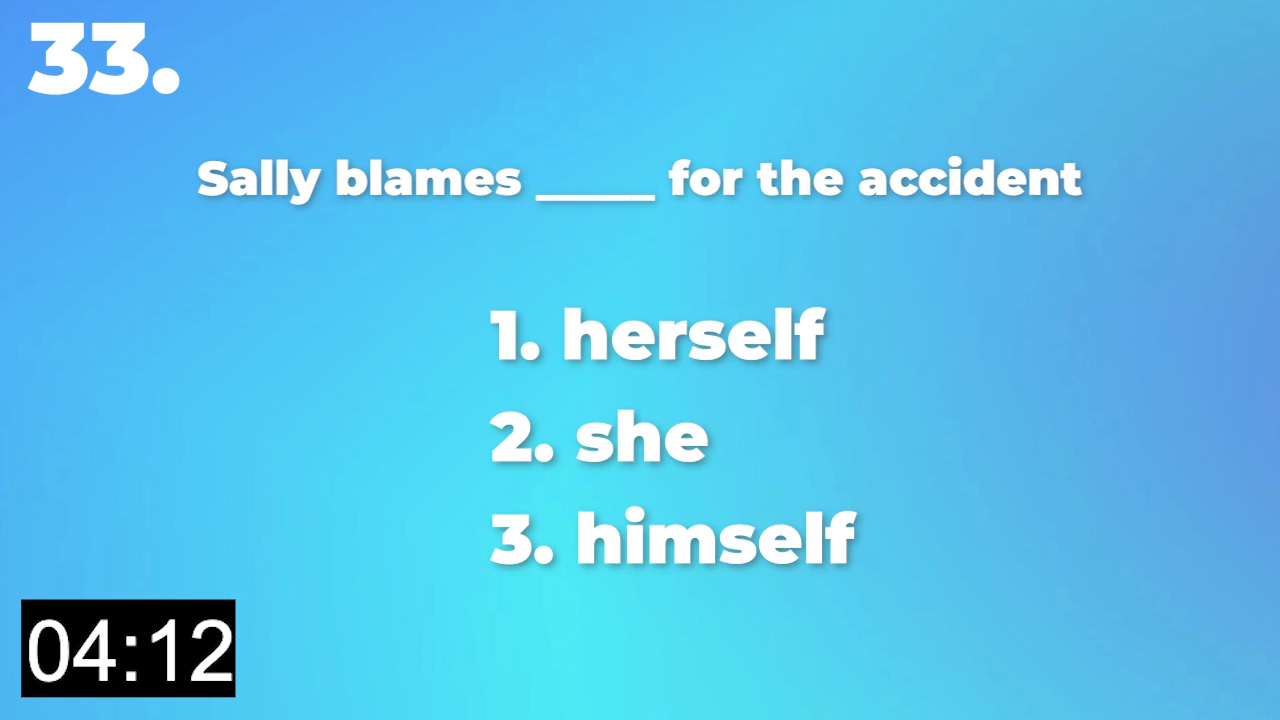 33.
Sally blames _____ for the accident
1. herself
2. she
3. himself
04:12